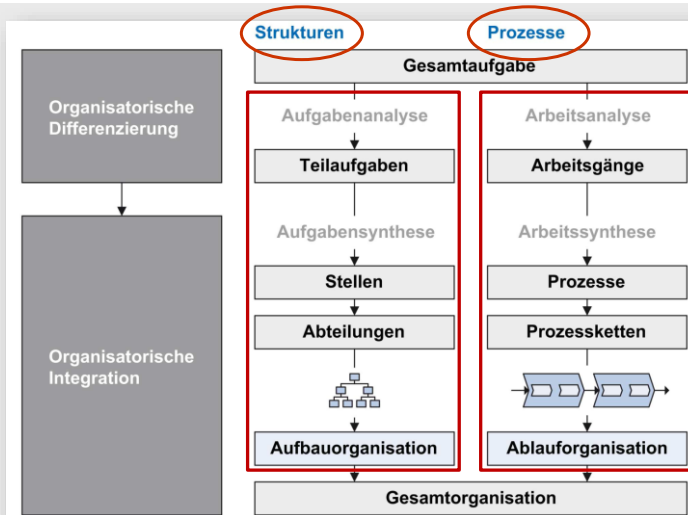 Strukturen
Prozesse
Gesamtaufgabe
Organisatorische
Differenzierung
Aufgabenanalyse
Arbeitsanalyse
Teilaufgaben
Arbeitsgänge
Aufgabensynthese
Arbeitssynthese
Stellen
Prozesse
Abteilungen
Prozessketten
Organisatorische
Integration
Aufbauorganisation
Ablauforganisation
Gesamtorganisation